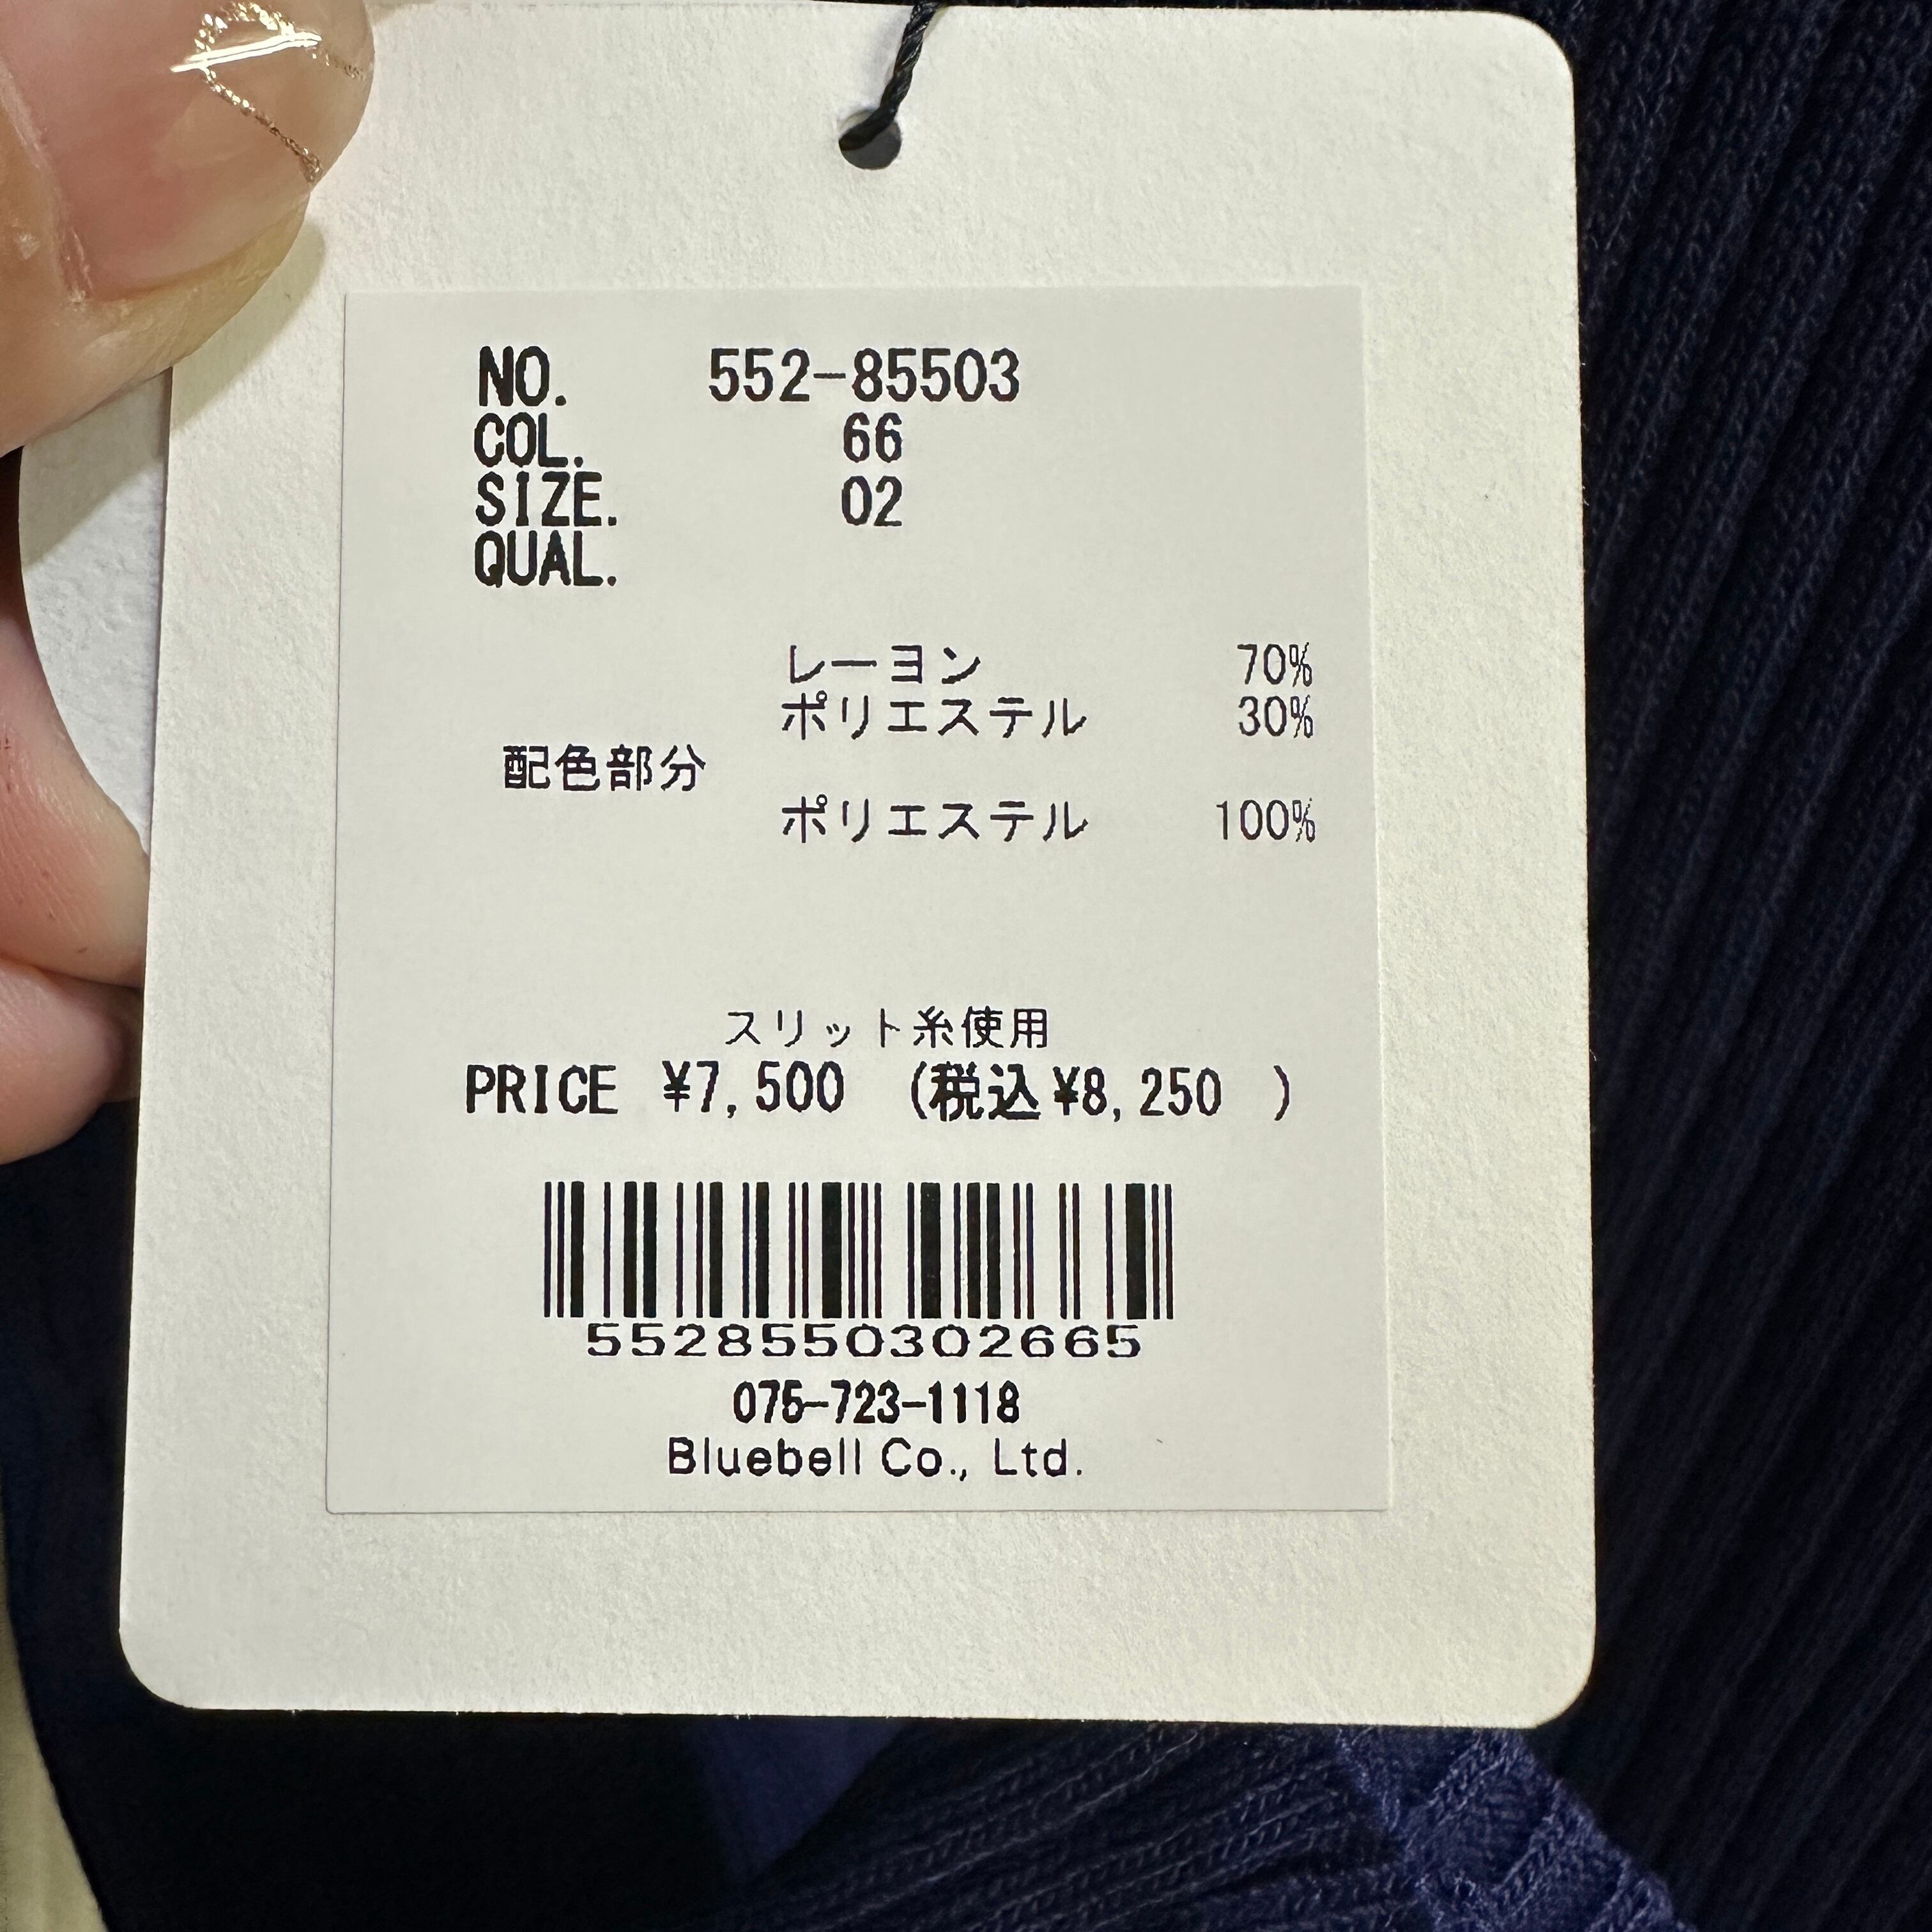 NO. 552-85503
COL. 66
SIZE. 02
QUAL.
レーヨン 70%
ポリエステル 30%
配色部分
ポリエステル 100%
スリット糸使用
PRICE ¥7,500 (税込¥8,250 )
5528550302665
075-723-1118
Bluebell Co., Ltd.